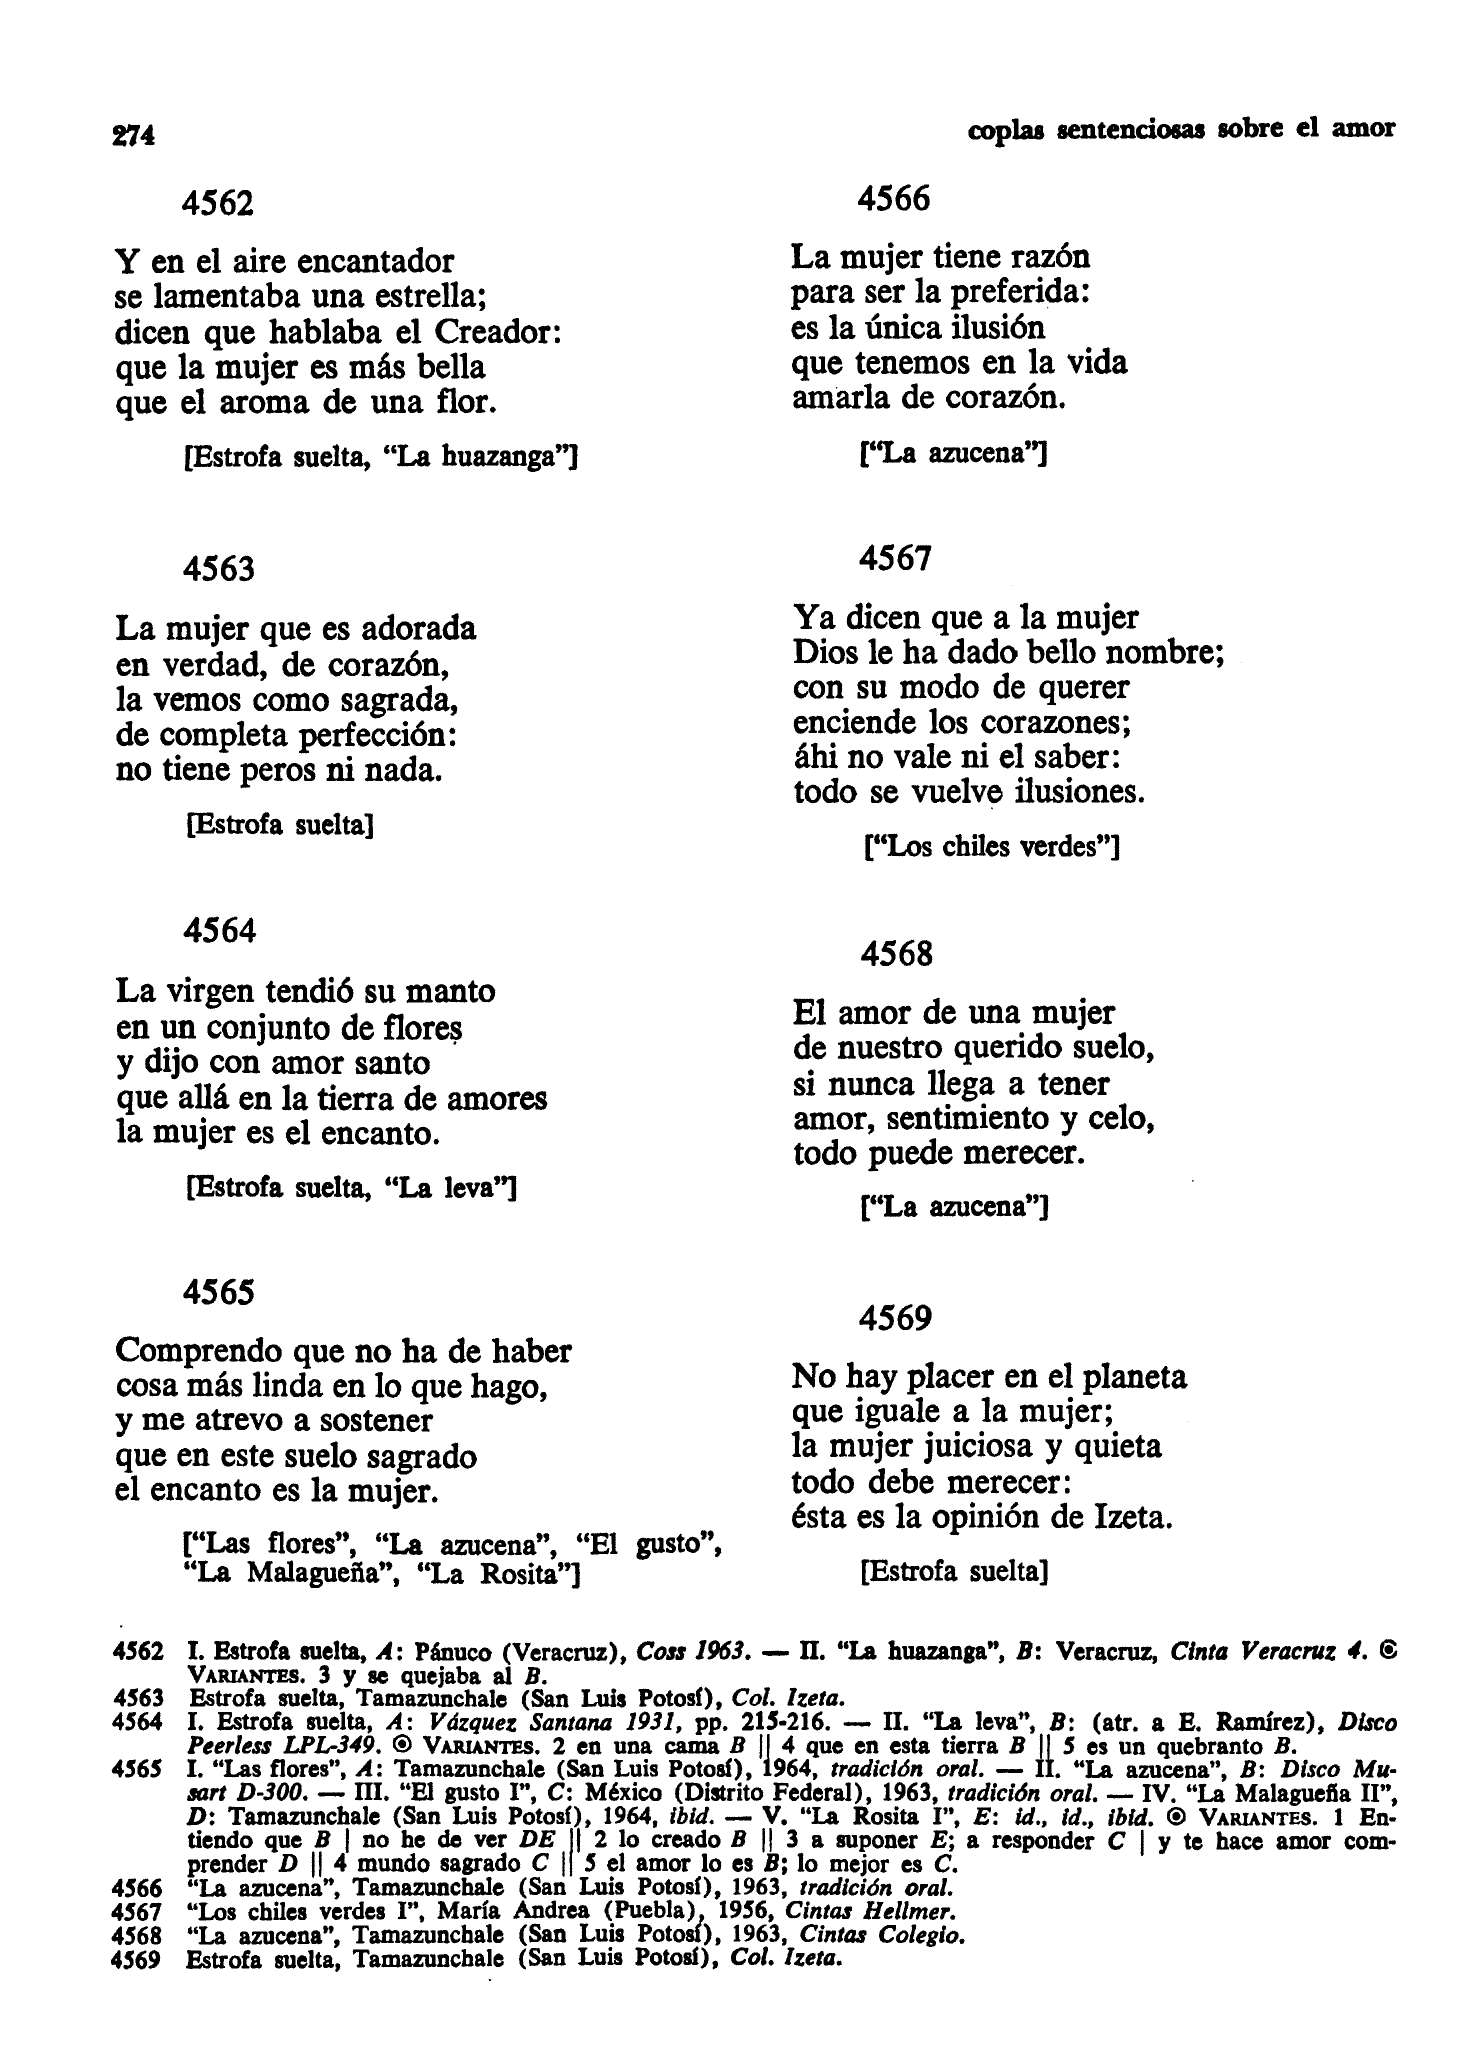 274
coplas sentenciosas sobre el amor
4562
Y en el aire encantador
se lamentaba una estrella;
dicen que hablaba el Creador:
que la mujer es más bella
que el aroma de una flor.
[Estrofa suelta, “La huazanga”]
4563
La mujer que es adorada
en verdad, de corazón,
la vemos como sagrada,
de completa perfección:
no tiene peros ni nada.
[Estrofa suelta]
4564
La virgen tendió su manto
en un conjunto de flores
y dijo con amor santo
que allá en la tierra de amores
la mujer es el encanto.
[Estrofa suelta, “La leva”]
4565
Comprendo que no ha de haber
cosa más linda en lo que hago,
y me atrevo a sostener
que en este suelo sagrado
el encanto es la mujer.
[“Las flores”, “La azucena”, “El gusto”,
“La Malagueña”, “La Rosita”]
4566
La mujer tiene razón
para ser la preferida:
es la única ilusión
que tenemos en la vida
amarla de corazón.
[“La azucena”]
4567
Ya dicen que a la mujer
Dios le ha dado bello nombre;
con su modo de querer
enciende los corazones;
áhi no vale ni el saber:
todo se vuelve ilusiones.
[“Los chiles verdes”]
4568
El amor de una mujer
de nuestro querido suelo,
si nunca llega a tener
amor, sentimiento y celo,
todo puede merecer.
[“La azucena”]
4569
No hay placer en el planeta
que iguale a la mujer;
la mujer juiciosa y quieta
todo debe merecer:
ésta es la opinión de Izeta.
[Estrofa suelta]
4562 I. Estrofa suelta, A: Pánuco (Veracruz), Coss 1963. — II. “La huazanga”, B: Veracruz, Cinta Veracruz 4. ⊚
VARIANTES. 3 y se quejaba al B.
4563 Estrofa suelta, Tamazunchale (San Luis Potosí), Col. Izeta.
4564 I. Estrofa suelta, A: Vázquez Santana 1931, pp. 215-216. — II. “La leva”, B: (atr. a E. Ramírez), Disco
Peerless LPL-349. ⊚ VARIANTES. 2 en una cama B || 4 que en esta tierra B || 5 es un quebranto B.
4565 I. “Las flores”, A: Tamazunchale (San Luis Potosí), 1964, tradición oral. — II. “La azucena”, B: Disco Mu-
sart D-300. — III. “El gusto I”, C: México (Distrito Federal), 1963, tradición oral. — IV. “La Malagueña II”,
D: Tamazunchale (San Luis Potosí), 1964, ibid. — V. “La Rosita I”, E: id., id., ibid. ⊚ VARIANTES. 1 En-
tiendo que B | no he de ver DE || 2 lo creado B || 3 a suponer E; a responder C | y te hace amor com-
prender D || 4 mundo sagrado C || 5 el amor lo es B; lo mejor es C.
4566 “La azucena”, Tamazunchale (San Luis Potosí), 1963, tradición oral.
4567 “Los chiles verdes I”, María Andrea (Puebla), 1956, Cintas Hellmer.
4568 “La azucena”, Tamazunchale (San Luis Potosí), 1963, Cintas Colegio.
4569 Estrofa suelta, Tamazunchale (San Luis Potosí), Col. Izeta.